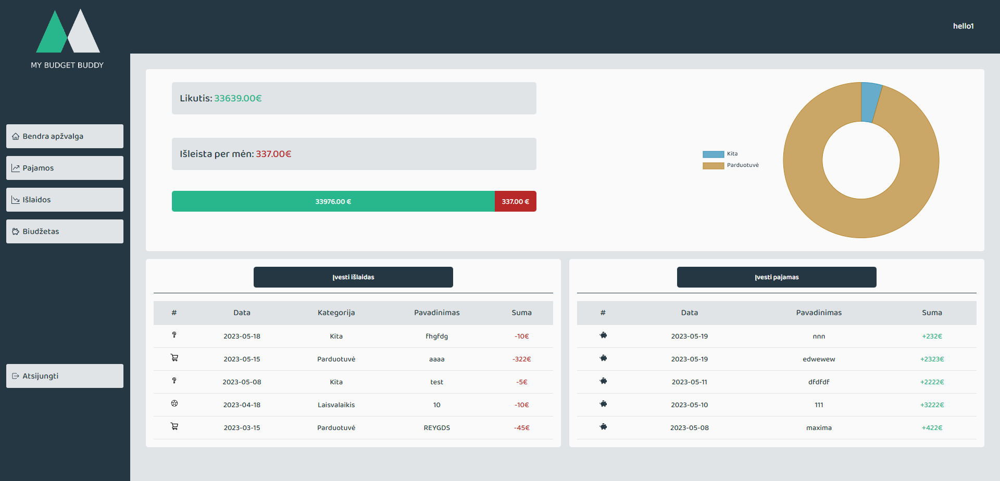 MY BUDGET BUDDY
hello1
Bendra apžvalga
Pajamos
Išlaidos
Biudžetas
Atsijungti
Likutis: 33639.00€
Išleista per mėn: 337.00€
33976.00 € 337.00 €
Kita
Parduotuvė
Įvesti išlaidas
# Data Kategorija Pavadinimas Suma
2023-05-18 Kita fhgfdg -10€
2023-05-15 Parduotuvė aaaa -322€
2023-05-08 Kita test -5€
2023-04-18 Laisvalaikis 10 -10€
2023-03-15 Parduotuvė REYGDS -45€
Įvesti pajamas
# Data Pavadinimas Suma
2023-05-19 nnn +232€
2023-05-19 edwewew +2323€
2023-05-11 dfdfdf +2222€
2023-05-10 111 +3222€
2023-05-08 maxima +422€